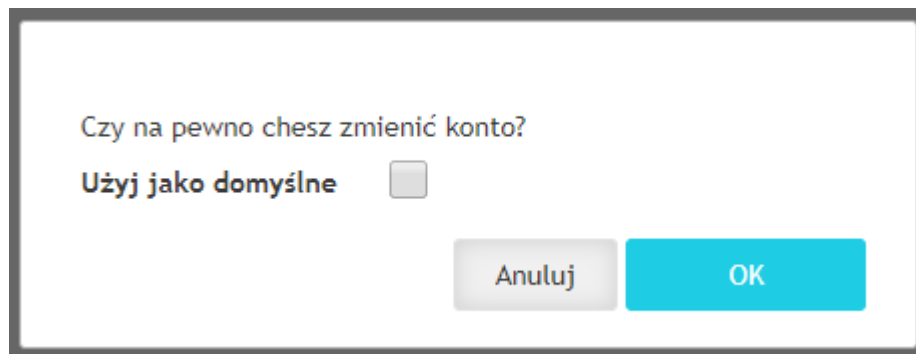 Czy na pewno chesz zmienić konto?
Użyj jako domyślne
Anuluj OK